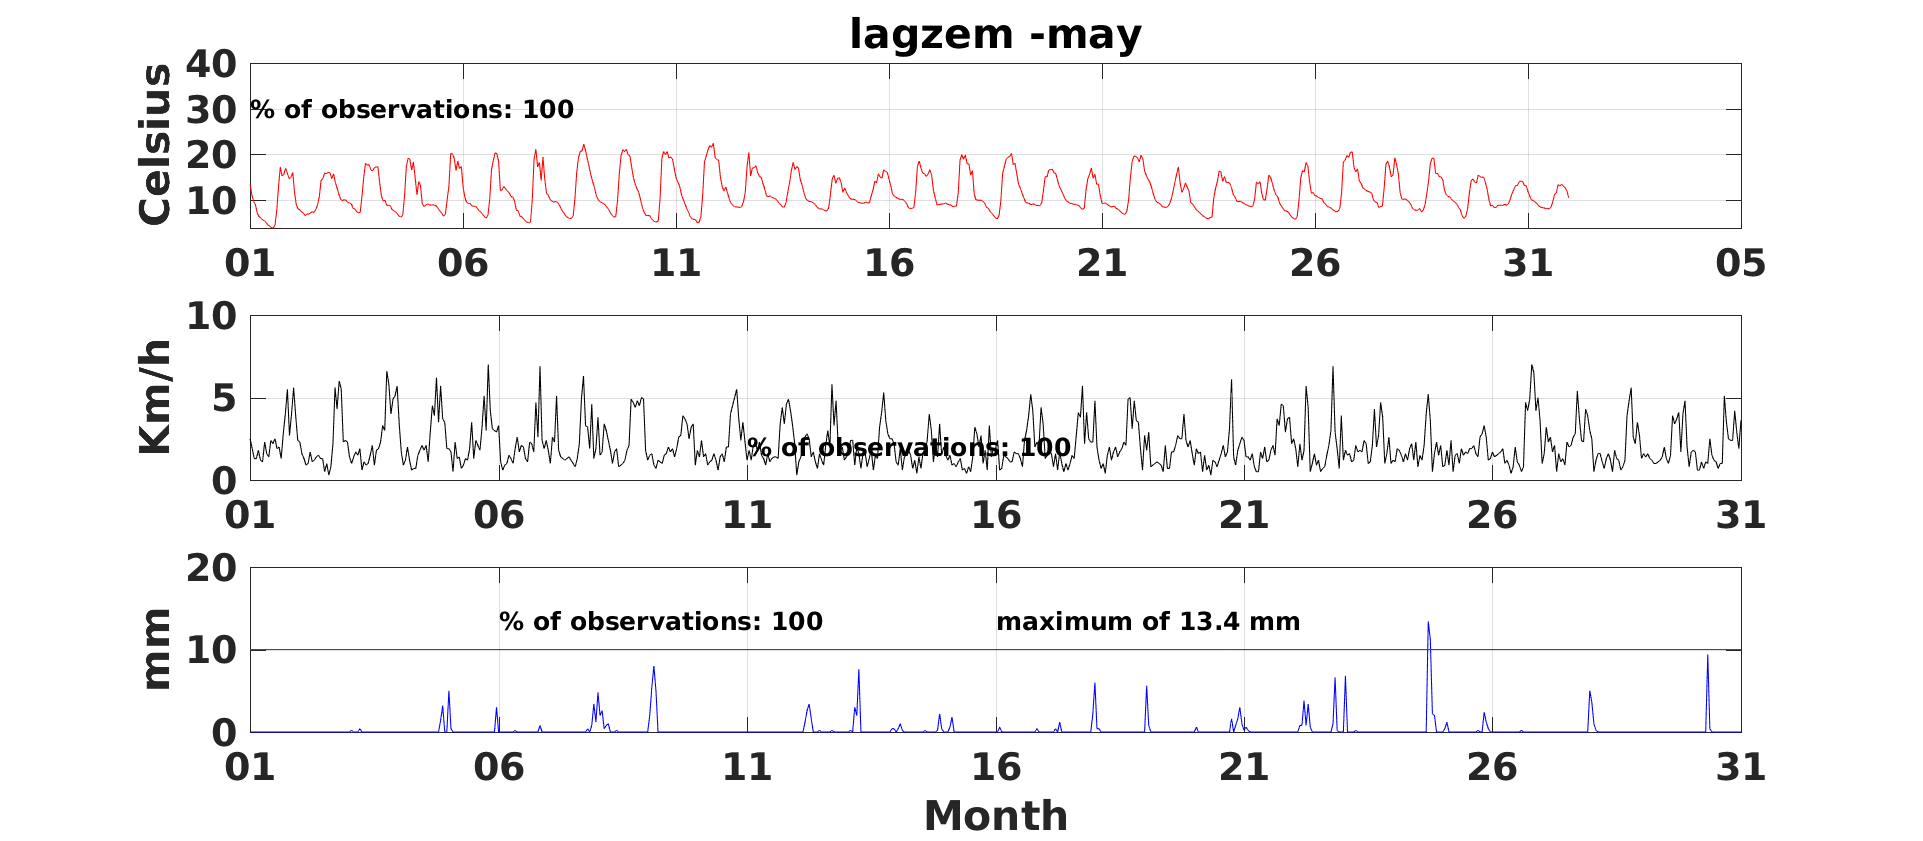 lagzem -may
Celsius
40
30
20
10
% of observations: 100
01 06 11 16 21 26 31 05
Km/h
10
5
0
% of observations: 100
01 06 11 16 21 26 31
mm
20
10
0
% of observations: 100 maximum of 13.4 mm
01 06 11 16 21 26 31
Month